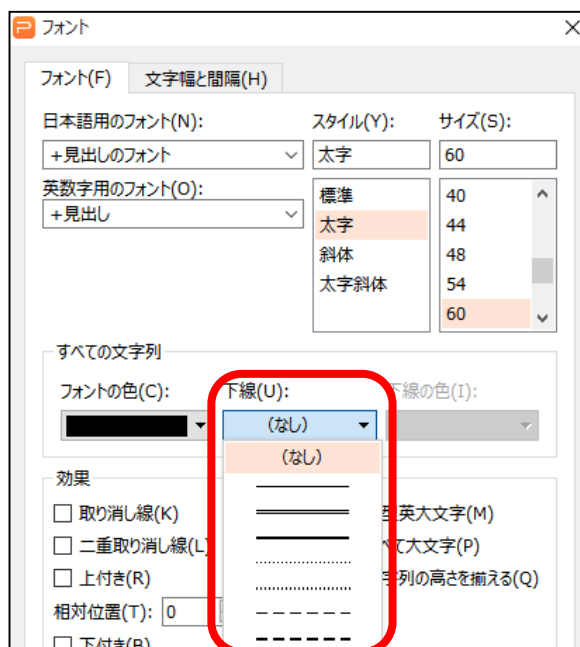 フォント
フォント(F) 文字幅と間隔(H)
日本語用のフォント(N): スタイル(Y): サイズ(S):
+見出しのフォント 太字 60
英数字用のフォント(O):
+見出し
標準 40
太字 44
斜体 48
太字斜体 54
60
すべての文字列
フォントの色(C): 下線(U): 下線の色(I):
(なし)
(なし)
効果
取り消し線(K) 型英大文字(M)
二重取り消し線(L) べて大文字(P)
上付き(R) 字列の高さを揃える(Q)
相対位置(T): 0
下付き(B)